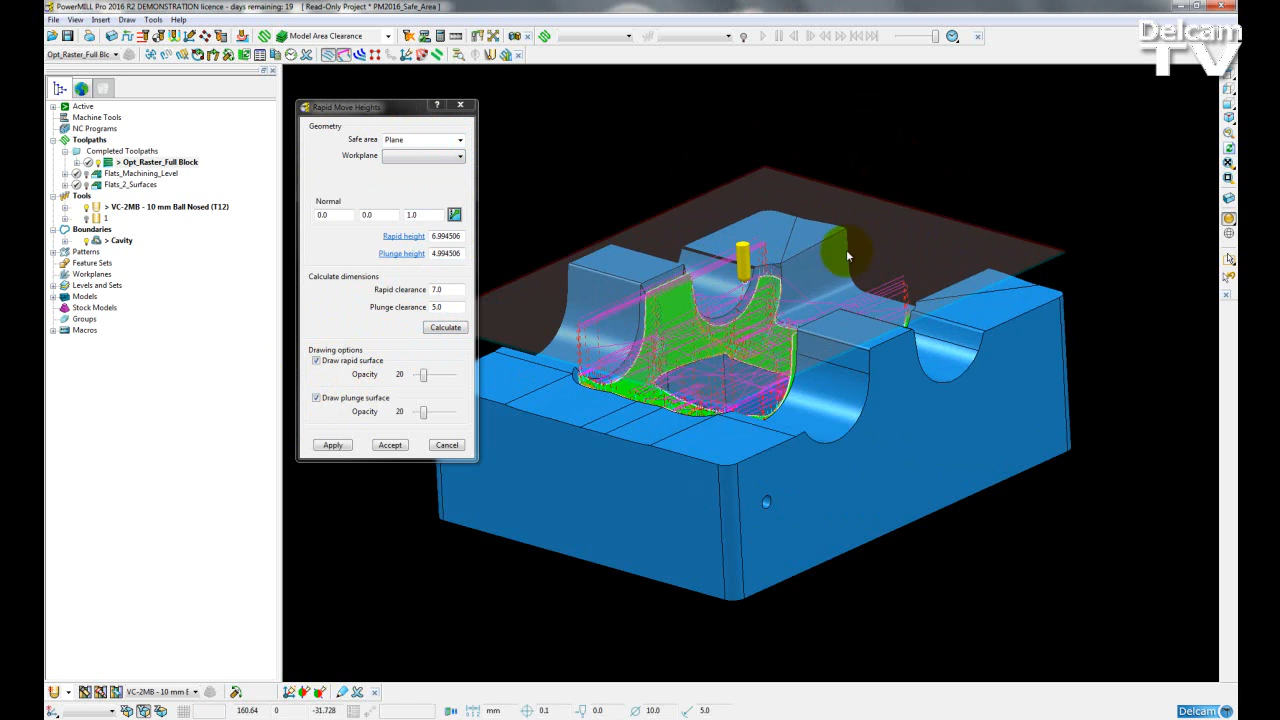 PowerMILL Pro 2016 R2 DEMONSTRATION licence - days remaining: 19 [ Read-Only Project * PM2016_Safe_Area ]
File View Insert Draw Tools Help
Model Area Clearance
Opt_Raster_Full Blc
Delcam
TV
Active
Machine Tools
NC Programs
Toolpaths
Completed Toolpaths
> Opt_Raster_Full Block
Flats_Machining_Level
Flats_2_Surfaces
Tools
> VC-2MB - 10 mm Ball Nosed (T12)
1
Boundaries
> Cavity
Patterns
Feature Sets
Workplanes
Levels and Sets
Models
Stock Models
Groups
Macros
Rapid Move Heights
Geometry
Safe area Plane
Workplane
Normal
0.0 0.0 1.0
Rapid height 6.994506
Plunge height 4.994506
Calculate dimensions
Rapid clearance 7.0
Plunge clearance 5.0
Calculate
Drawing options
Draw rapid surface
Opacity 20
Draw plunge surface
Opacity 20
Apply Accept Cancel
VC-2MB - 10 mm E
160.64 0 -31.728 mm 0.1 0.0 10.0 5.0
Delcam